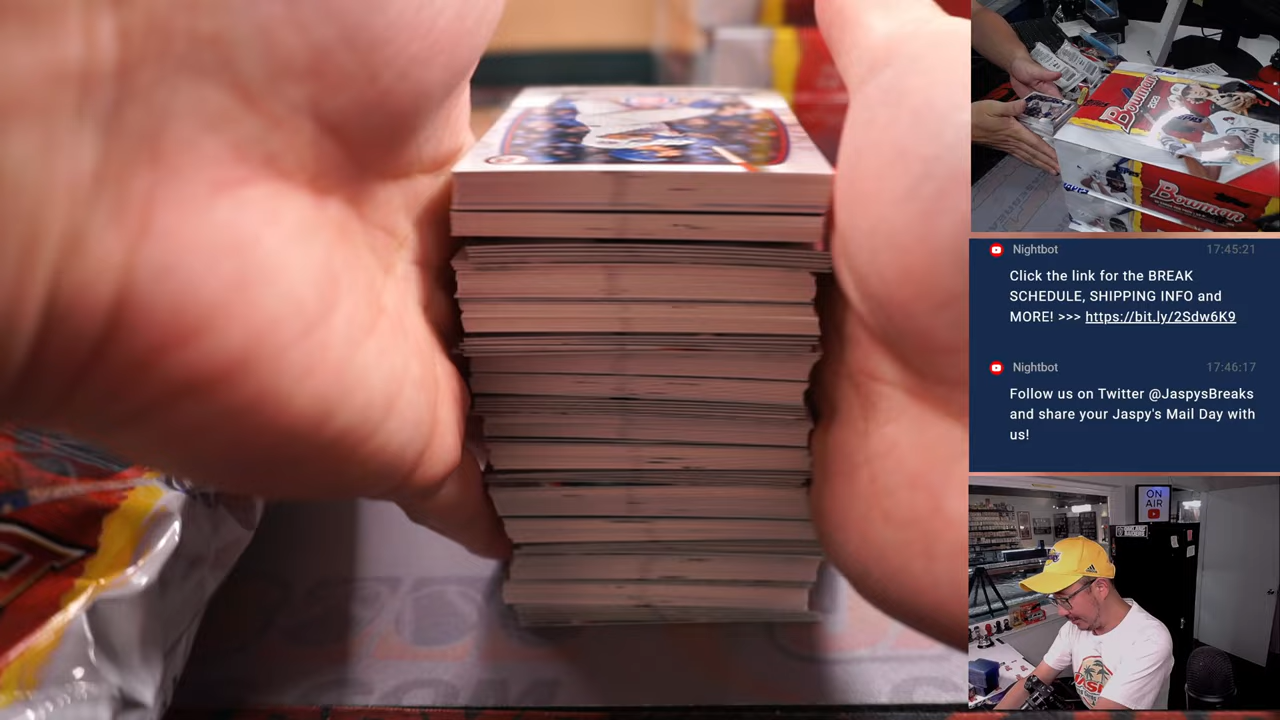 Bowman
Bowman
Nightbot 17:45:21
Click the link for the BREAK
SCHEDULE, SHIPPING INFO and
MORE! >>> https://bit.ly/2Sdw6K9
Nightbot 17:46:17
Follow us on Twitter @JaspysBreaks
and share your Jaspy's Mail Day with
us!
ON
AIR